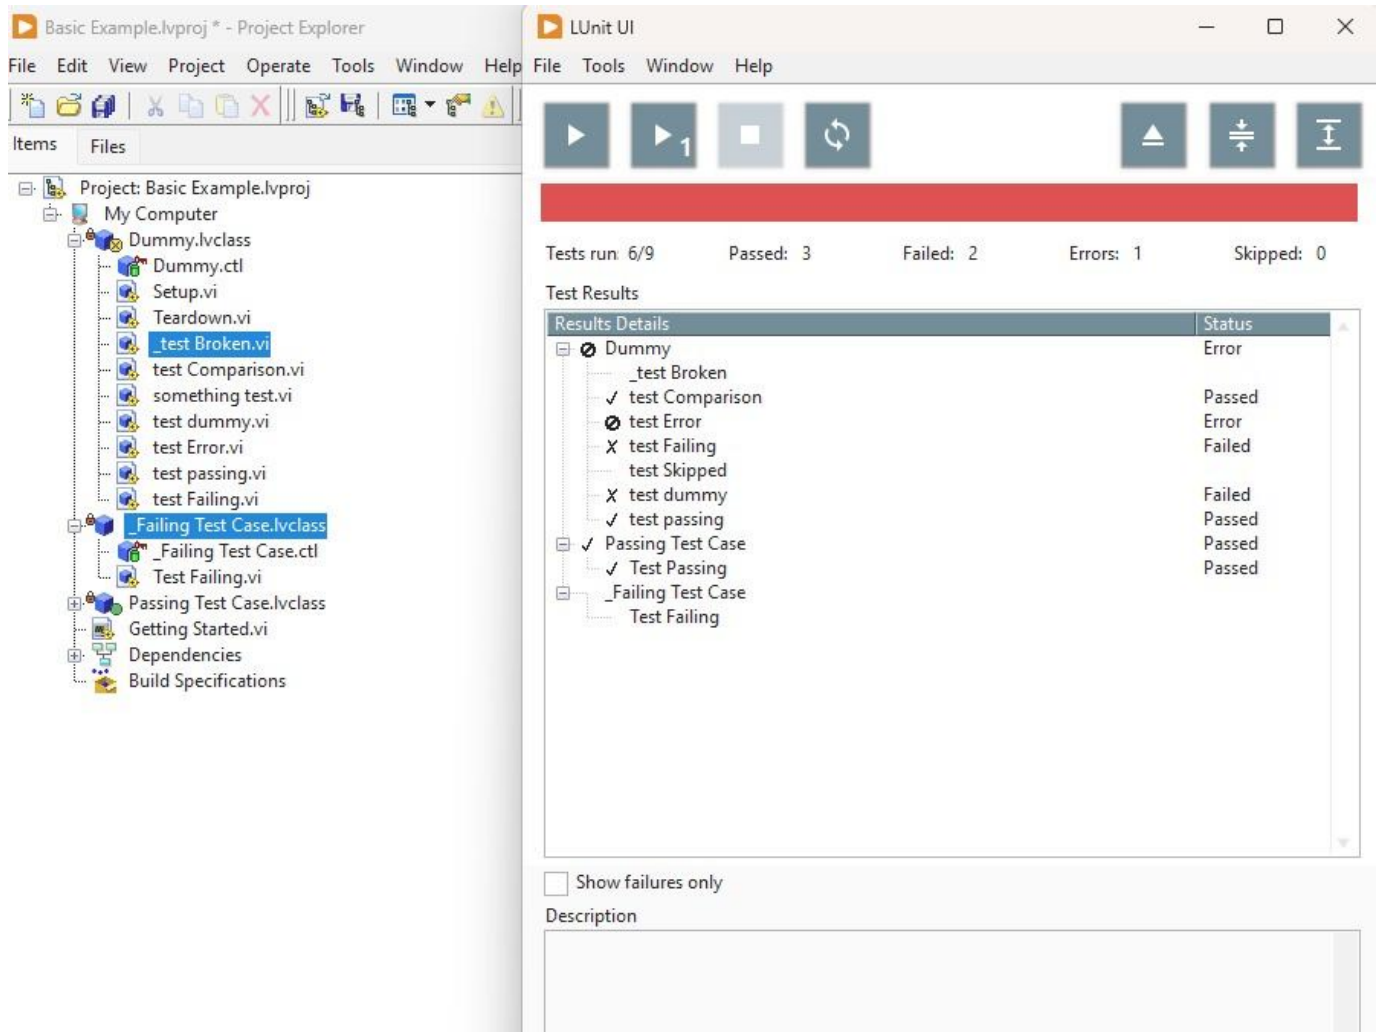 Basic Example.lvproj * - Project Explorer
File Edit View Project Operate Tools Window Help
Items Files
Project: Basic Example.lvproj
My Computer
Dummy.lvclass
Dummy.ctl
Setup.vi
Teardown.vi
_test Broken.vi
test Comparison.vi
something test.vi
test dummy.vi
test Error.vi
test passing.vi
test Failing.vi
_Failing Test Case.lvclass
_Failing Test Case.ctl
Test Failing.vi
Passing Test Case.lvclass
Getting Started.vi
Dependencies
Build Specifications
LUnit UI
File Tools Window Help
1
Tests run: 6/9 Passed: 3 Failed: 2 Errors: 1 Skipped: 0
Test Results
Results Details Status
Dummy Error
_test Broken
test Comparison Passed
test Error Error
test Failing Failed
test Skipped
test dummy Failed
test passing Passed
Passing Test Case Passed
Test Passing Passed
_Failing Test Case
Test Failing
Show failures only
Description